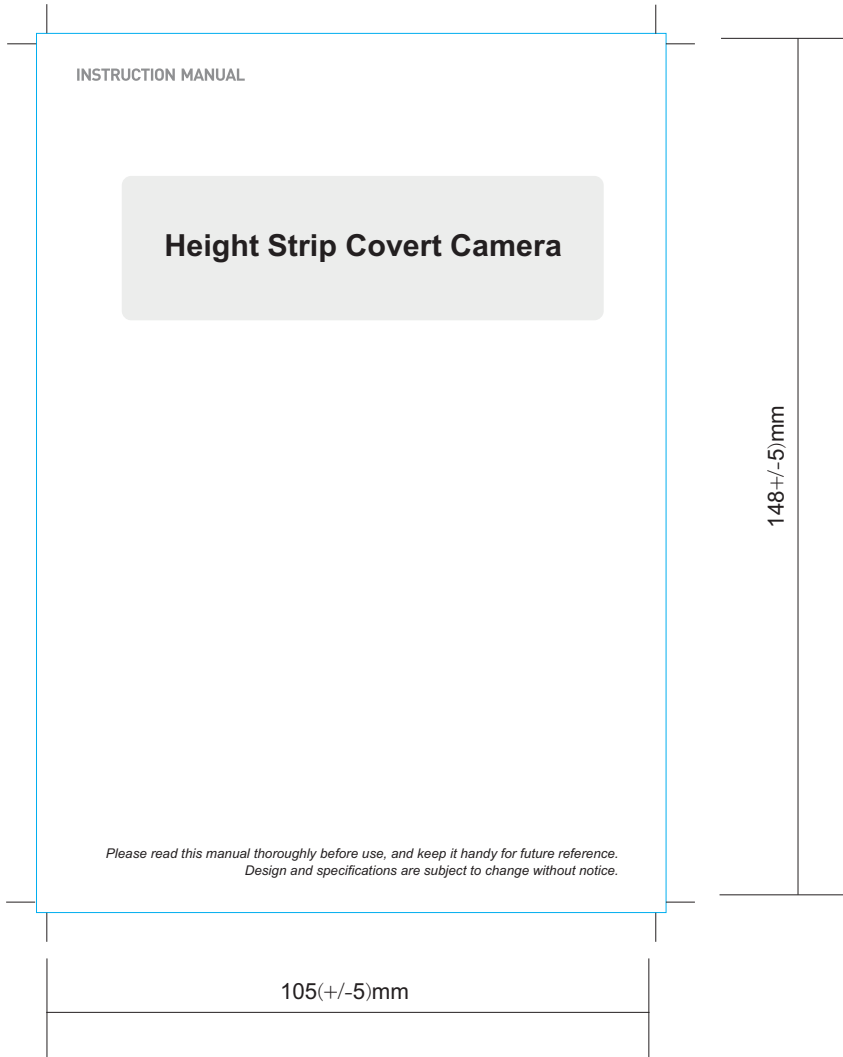 INSTRUCTION MANUAL
Height Strip Covert Camera
148+/-5)mm
Please read this manual thoroughly before use, and keep it handy for future reference.
Design and specifications are subject to change without notice.
105(+/-5)mm